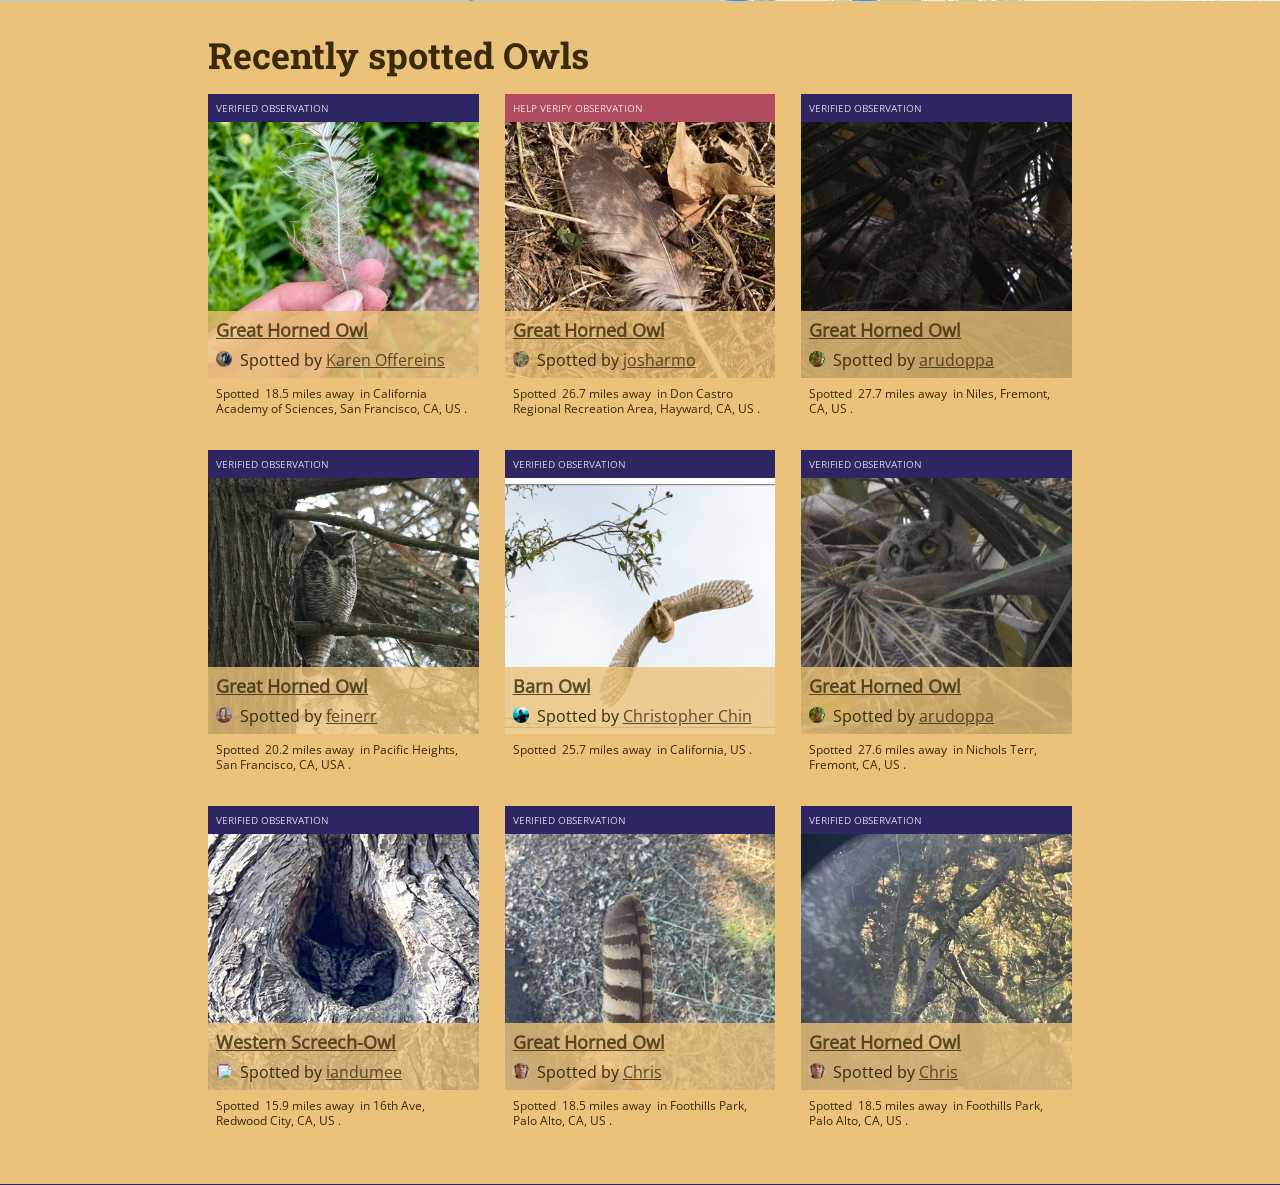 Recently spotted Owls
VERIFIED OBSERVATION
Great Horned Owl
Spotted by Karen Offereins
Spotted 18.5 miles away in California
Academy of Sciences, San Francisco, CA, US .
HELP VERIFY OBSERVATION
Great Horned Owl
Spotted by josharmo
Spotted 26.7 miles away in Don Castro
Regional Recreation Area, Hayward, CA, US .
VERIFIED OBSERVATION
Great Horned Owl
Spotted by arudoppa
Spotted 27.7 miles away in Niles, Fremont,
CA, US .
VERIFIED OBSERVATION
Great Horned Owl
Spotted by feinerr
Spotted 20.2 miles away in Pacific Heights,
San Francisco, CA, USA .
VERIFIED OBSERVATION
Barn Owl
Spotted by Christopher Chin
Spotted 25.7 miles away in California, US .
VERIFIED OBSERVATION
Great Horned Owl
Spotted by arudoppa
Spotted 27.6 miles away in Nichols Terr,
Fremont, CA, US .
VERIFIED OBSERVATION
Western Screech-Owl
Spotted by iandumee
Spotted 15.9 miles away in 16th Ave,
Redwood City, CA, US .
VERIFIED OBSERVATION
Great Horned Owl
Spotted by Chris
Spotted 18.5 miles away in Foothills Park,
Palo Alto, CA, US .
VERIFIED OBSERVATION
Great Horned Owl
Spotted by Chris
Spotted 18.5 miles away in Foothills Park,
Palo Alto, CA, US .